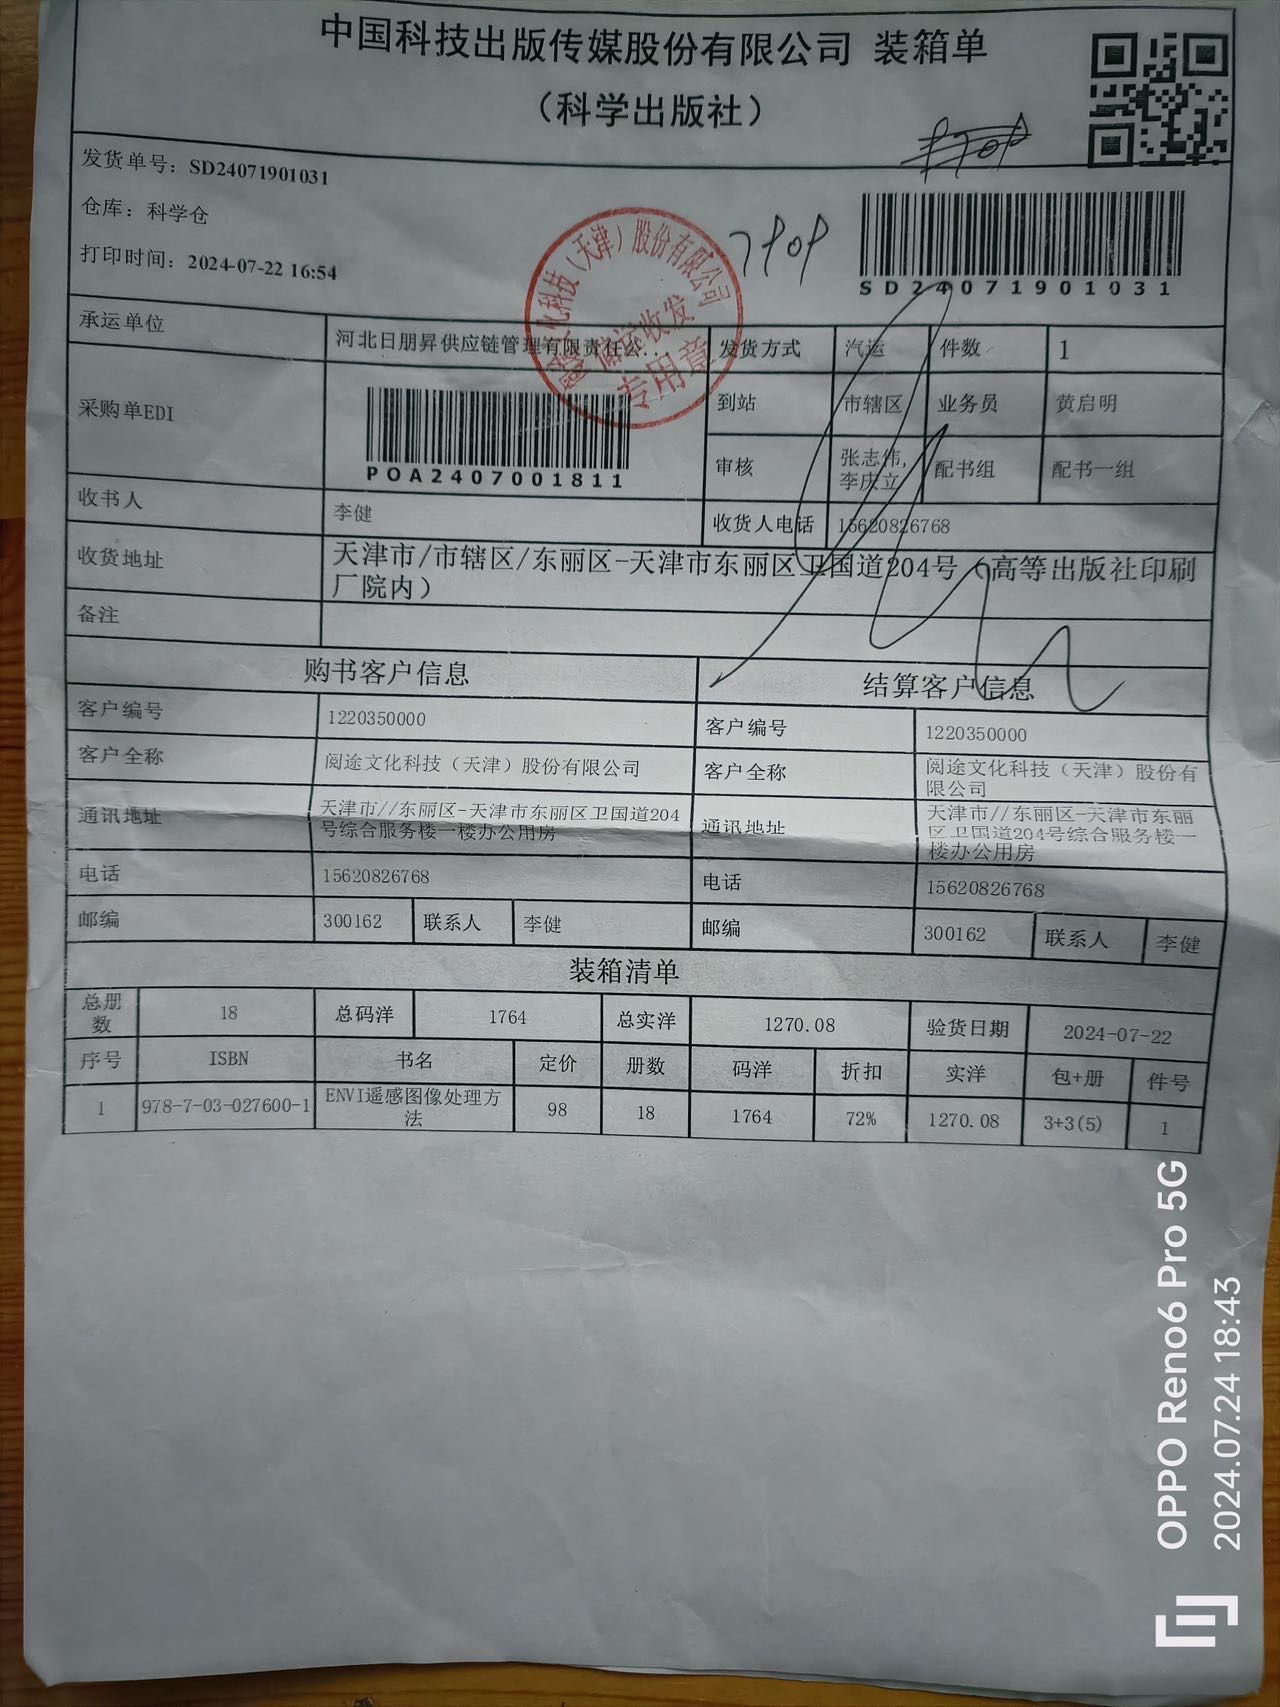 中国科技出版传媒股份有限公司 装箱单
（科学出版社）
发货单号：SD24071901031
仓库：科学仓
打印时间：2024-07-22 16:54
SD24071901031
承运单位 河北日朋昇供应链管理有限责任公... 发货方式 汽运 件数 1
采购单EDI POA2407001811 到站 市辖区 业务员 黄启明
审核 张志伟,李庆立 配书组 配书一组
收书人 李健 收货人电话 15620826768
收货地址 天津市/市辖区/东丽区-天津市东丽区卫国道204号（高等出版社印刷
厂院内）
备注
购书客户信息 结算客户信息
客户编号 1220350000 客户编号 1220350000
客户全称 阅途文化科技（天津）股份有限公司 客户全称 阅途文化科技（天津）股份有限公司
通讯地址 天津市//东丽区-天津市东丽区卫国道204号综合服务楼一楼办公用房 通讯地址 天津市//东丽区-天津市东丽区卫国道204号综合服务楼一楼办公用房
电话 15620826768 电话 15620826768
邮编 300162 联系人 李健 邮编 300162 联系人 李健
装箱清单
总册数 18 总码洋 1764 总实洋 1270.08 验货日期 2024-07-22
序号 ISBN 书名 定价 册数 码洋 折扣 实洋 包+册 件号
1 978-7-03-027600-1 ENVI遥感图像处理方法 98 18 1764 72% 1270.08 3+3(5) 1
OPPO Reno6 Pro 5G
2024.07.24 18:43